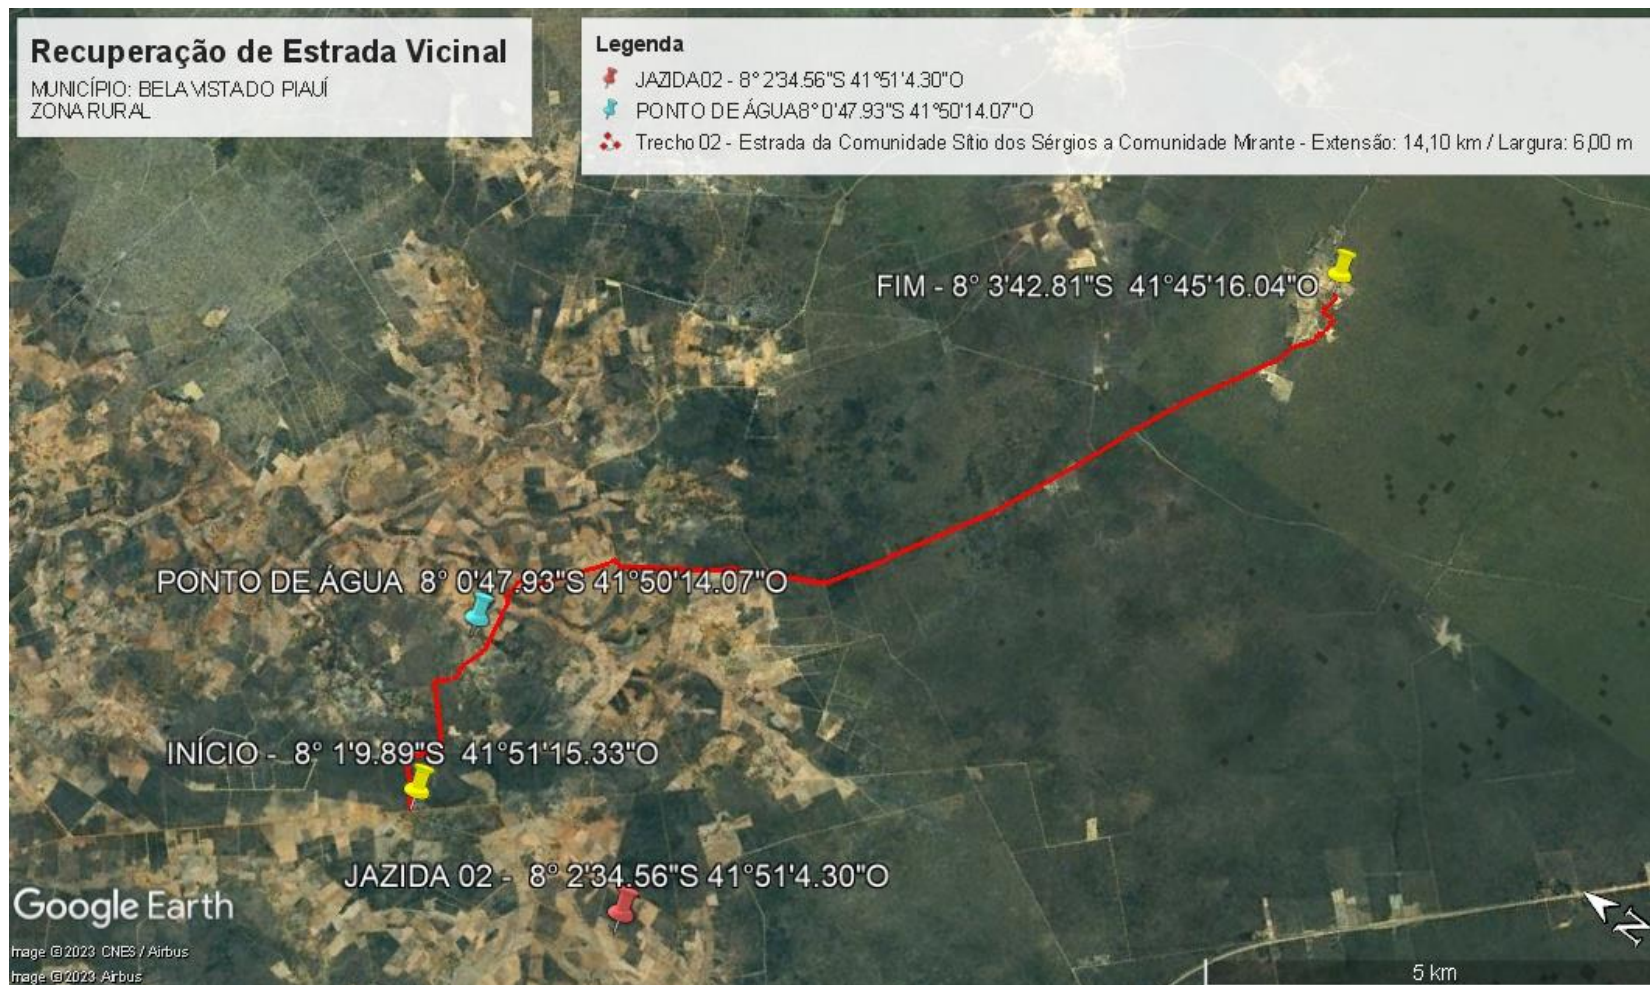 Recuperação de Estrada Vicinal
MUNICÍPIO: BELA VISTA DO PIAUÍ
ZONA RURAL
Legenda
JAZIDA 02 - 8° 2'34.56"S 41°51'4.30"O
PONTO DE ÁGUA 8° 0'47.93"S 41°50'14.07"O
Trecho 02 - Estrada da Comunidade Sítio dos Sérgios a Comunidade Mirante - Extensão: 14,10 km / Largura: 6,00 m
FIM - 8° 3'42.81"S 41°45'16.04"O
PONTO DE ÁGUA 8° 0'47.93"S 41°50'14.07"O
INÍCIO - 8° 1'9.89"S 41°51'15.33"O
JAZIDA 02 - 8° 2'34.56"S 41°51'4.30"O
Google Earth
Image © 2023 CNES / Airbus
Image © 2023 Airbus
N
5 km